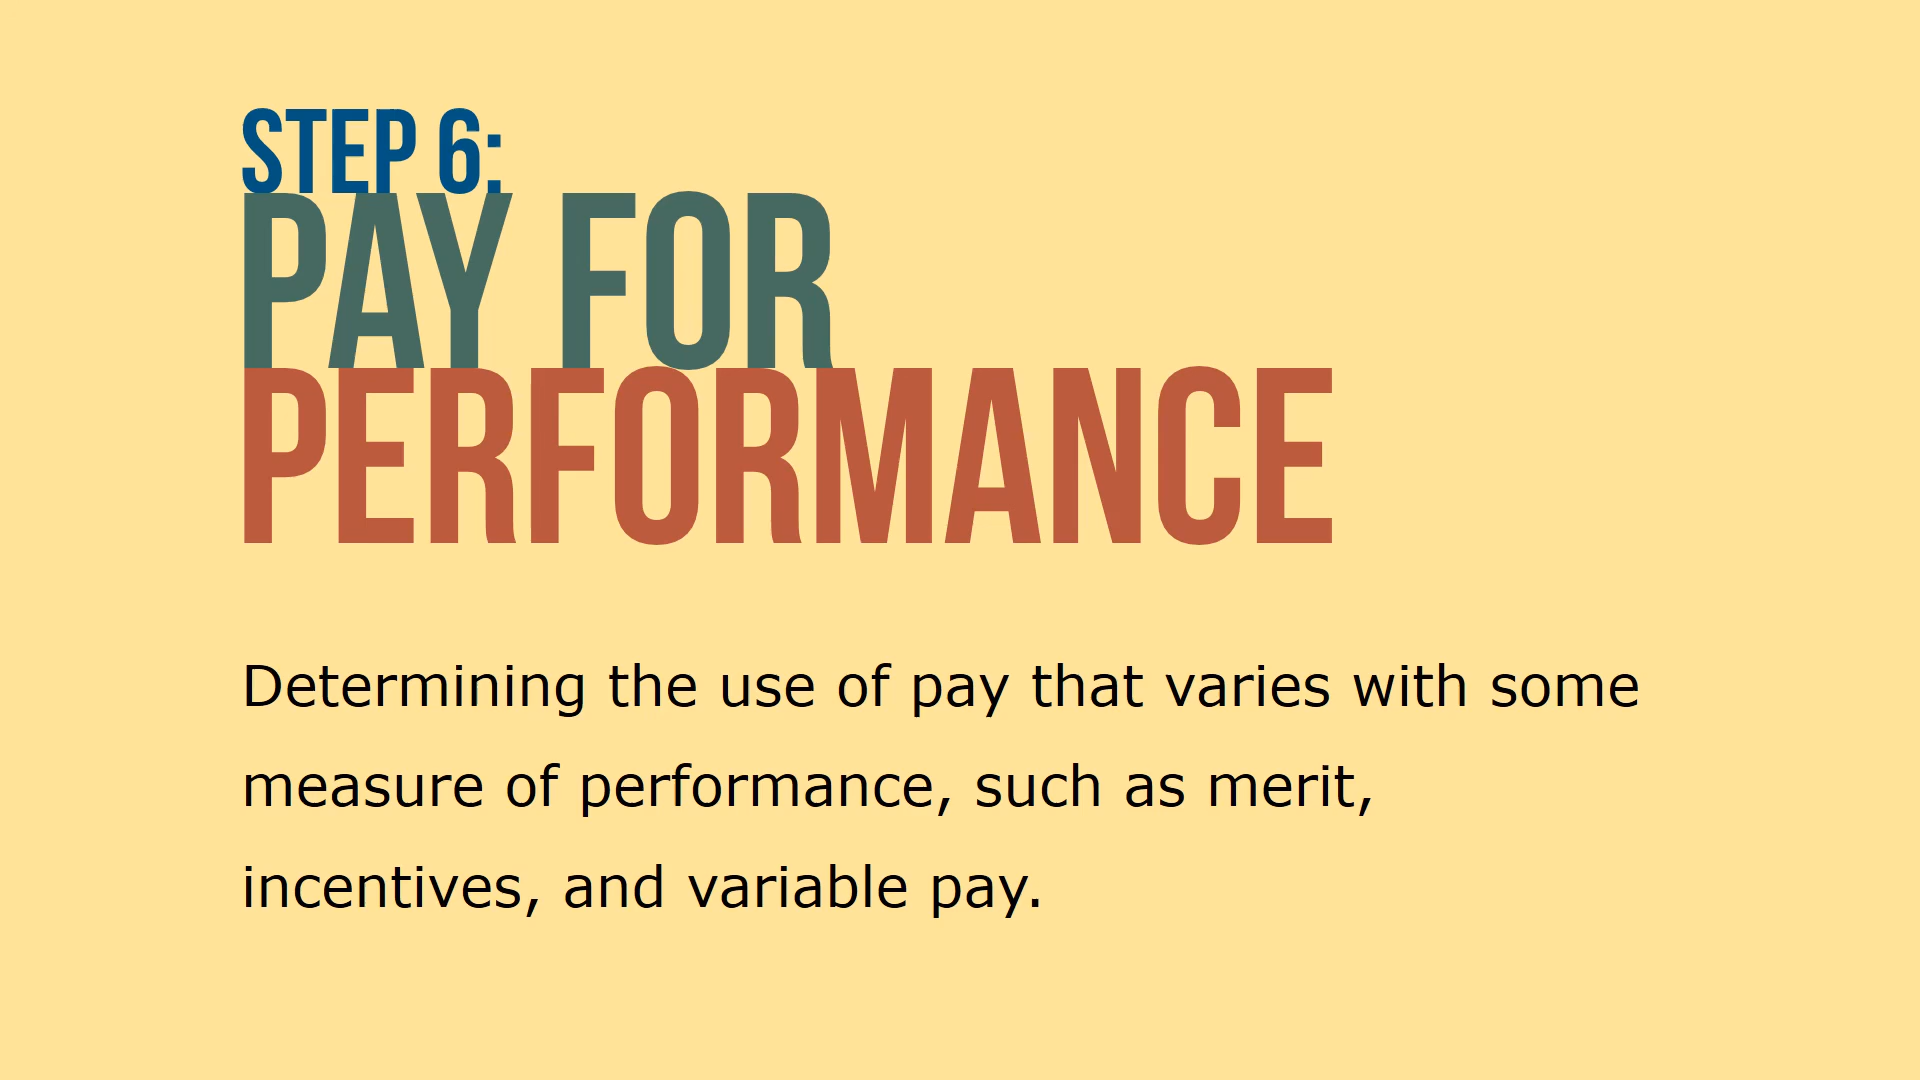 STEP 6:
PAY FOR
PERFORMANCE
Determining the use of pay that varies with some
measure of performance, such as merit,
incentives, and variable pay.